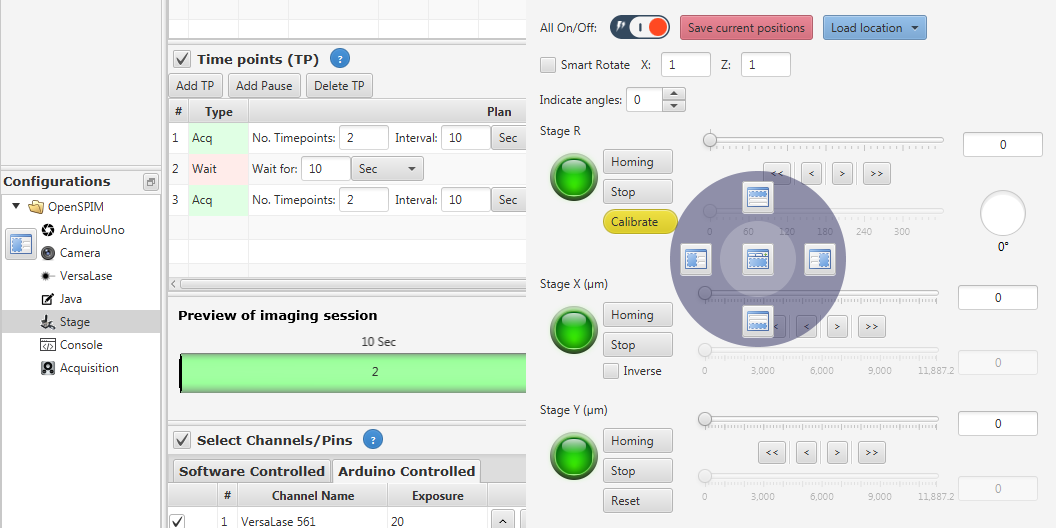 Configurations
OpenSPIM
ArduinoUno
Camera
VersaLase
Java
Stage
Console
Acquisition
Time points (TP) ?
Add TP Add Pause Delete TP
# Type Plan
1 Acq No. Timepoints: 2 Interval: 10 Sec
2 Wait Wait for: 10 Sec
3 Acq No. Timepoints: 2 Interval: 10 Sec
Preview of imaging session
10 Sec
2
Select Channels/Pins ?
Software Controlled Arduino Controlled
# Channel Name Exposure
1 VersaLase 561 20
All On/Off: Save current positions Load location
Smart Rotate X: 1 Z: 1
Indicate angles: 0
Stage R
Homing 0
Stop << < > >>
Calibrate
0 60 120 180 240 300
0°
Stage X (µm)
Homing 0
Stop < > >>
Inverse 0
0 3,000 6,000 9,000 11,887.2
Stage Y (µm)
Homing 0
Stop << < > >>
Reset 0
0 3,000 6,000 9,000 11,887.2